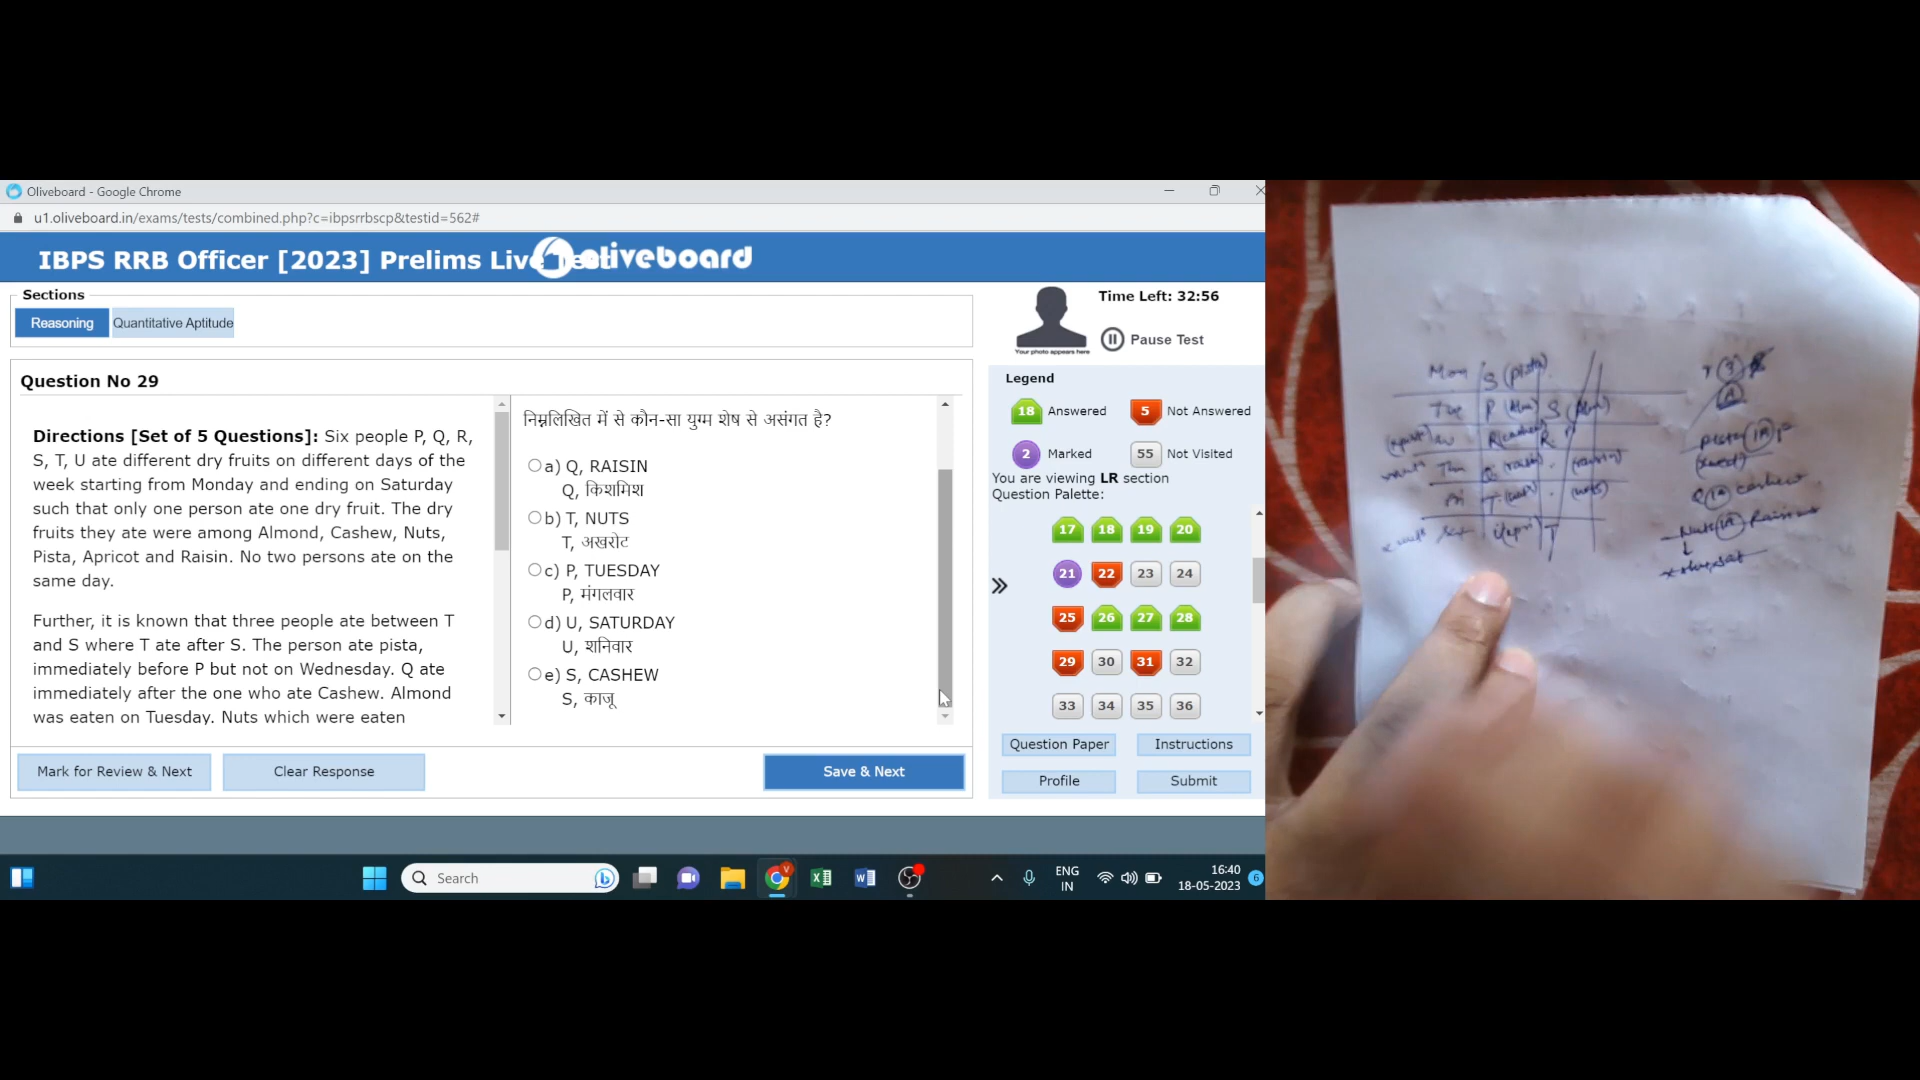 Oliveboard - Google Chrome
u1.oliveboard.in/exams/tests/combined.php?c=ibpsrrbscp&testid=562#
IBPS RRB Officer [2023] Prelims Live
oliveboard
Sections
Reasoning
Quantitative Aptitude
Question No 29
Directions [Set of 5 Questions]: Six people P, Q, R,
S, T, U ate different dry fruits on different days of the
week starting from Monday and ending on Saturday
such that only one person ate one dry fruit. The dry
fruits they ate were among Almond, Cashew, Nuts,
Pista, Apricot and Raisin. No two persons ate on the
same day.
Further, it is known that three people ate between T
and S where T ate after S. The person ate pista,
immediately before P but not on Wednesday. Q ate
immediately after the one who ate Cashew. Almond
was eaten on Tuesday. Nuts which were eaten
निम्नलिखित में से कौन-सा युग्म शेष से असंगत है?
a) Q, RAISIN
Q, किशमिश
b) T, NUTS
T, अखरोट
c) P, TUESDAY
P, मंगलवार
d) U, SATURDAY
U, शनिवार
e) S, CASHEW
S, काजू
Mark for Review & Next
Clear Response
Save & Next
Your photo appears here
Time Left: 32:56
Pause Test
Legend
18 Answered
5 Not Answered
2 Marked
55 Not Visited
You are viewing LR section
Question Palette:
17 18 19 20
21 22 23 24
25 26 27 28
29 30 31 32
33 34 35 36
Question Paper
Instructions
Profile
Submit
Search
ENG
IN
16:40
18-05-2023
6
Mon S (pista)